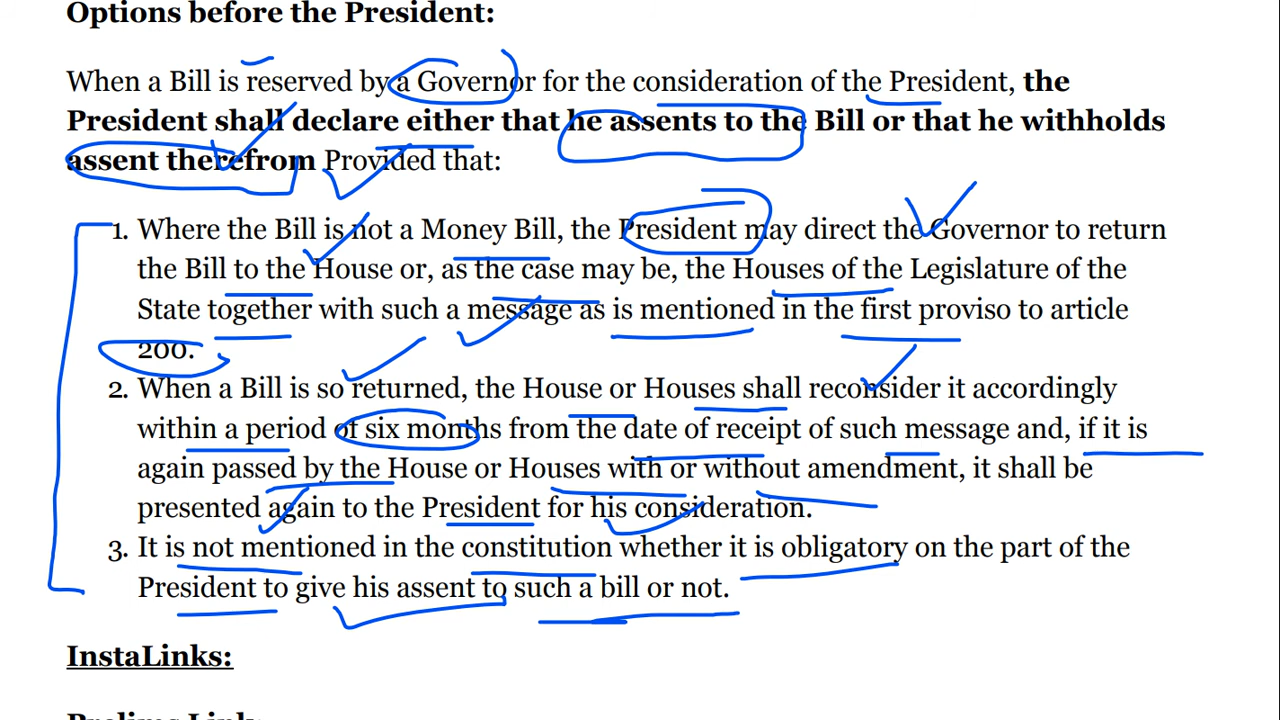 Options before the President:
When a Bill is reserved by a Governor for the consideration of the President, the
President shall declare either that he assents to the Bill or that he withholds
assent therefrom Provided that:
1. Where the Bill is not a Money Bill, the President may direct the Governor to return
the Bill to the House or, as the case may be, the Houses of the Legislature of the
State together with such a message as is mentioned in the first proviso to article
200.
2. When a Bill is so returned, the House or Houses shall reconsider it accordingly
within a period of six months from the date of receipt of such message and, if it is
again passed by the House or Houses with or without amendment, it shall be
presented again to the President for his consideration.
3. It is not mentioned in the constitution whether it is obligatory on the part of the
President to give his assent to such a bill or not.
InstaLinks:
Prelims Link: